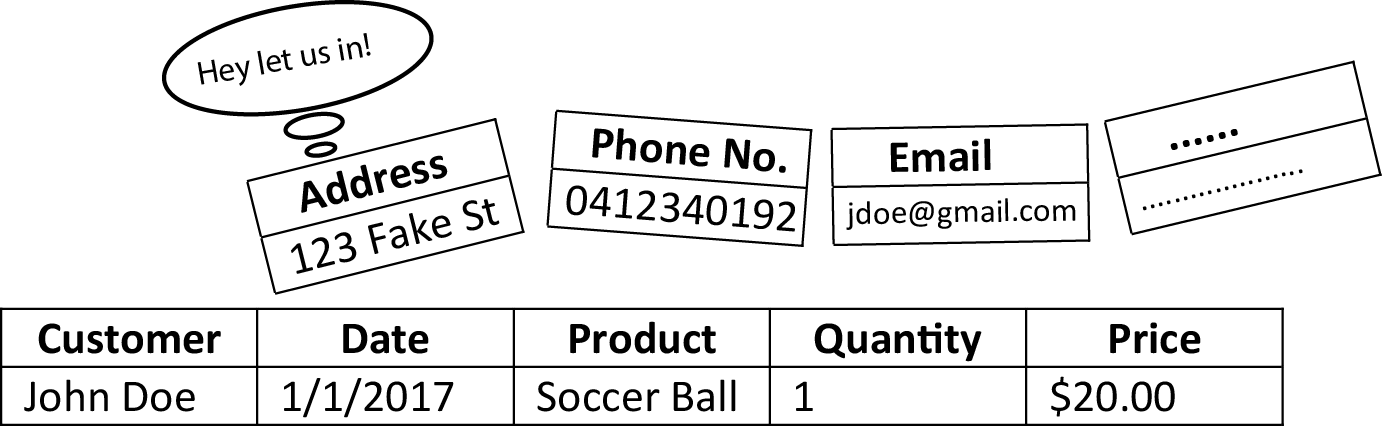 Hey let us in!
Address
123 Fake St
Phone No.
0412340192
Email
jdoe@gmail.com
......
..................
Customer Date Product Quantity Price
John Doe 1/1/2017 Soccer Ball 1 $20.00